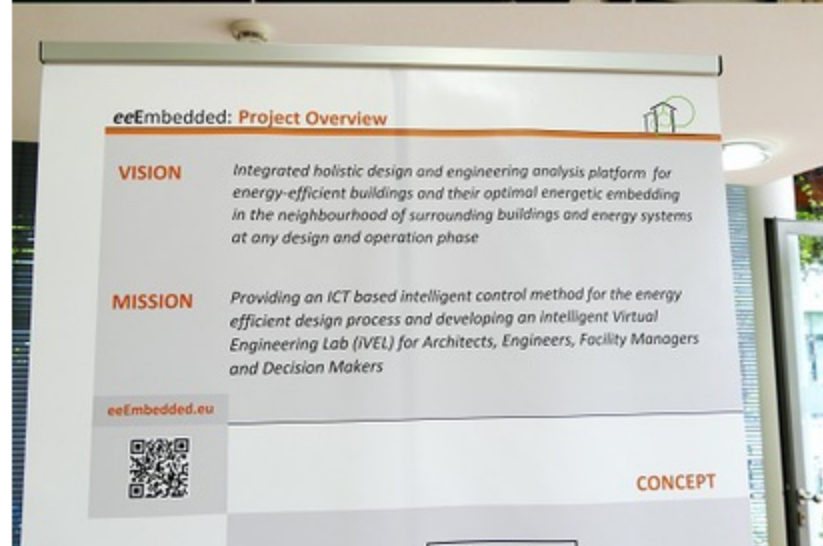 eeEmbedded: Project Overview
VISION
Integrated holistic design and engineering analysis platform for
energy-efficient buildings and their optimal energetic embedding
in the neighbourhood of surrounding buildings and energy systems
at any design and operation phase
MISSION
Providing an ICT based intelligent control method for the energy
efficient design process and developing an intelligent Virtual
Engineering Lab (iVEL) for Architects, Engineers, Facility Managers
and Decision Makers
eeEmbedded.eu
CONCEPT